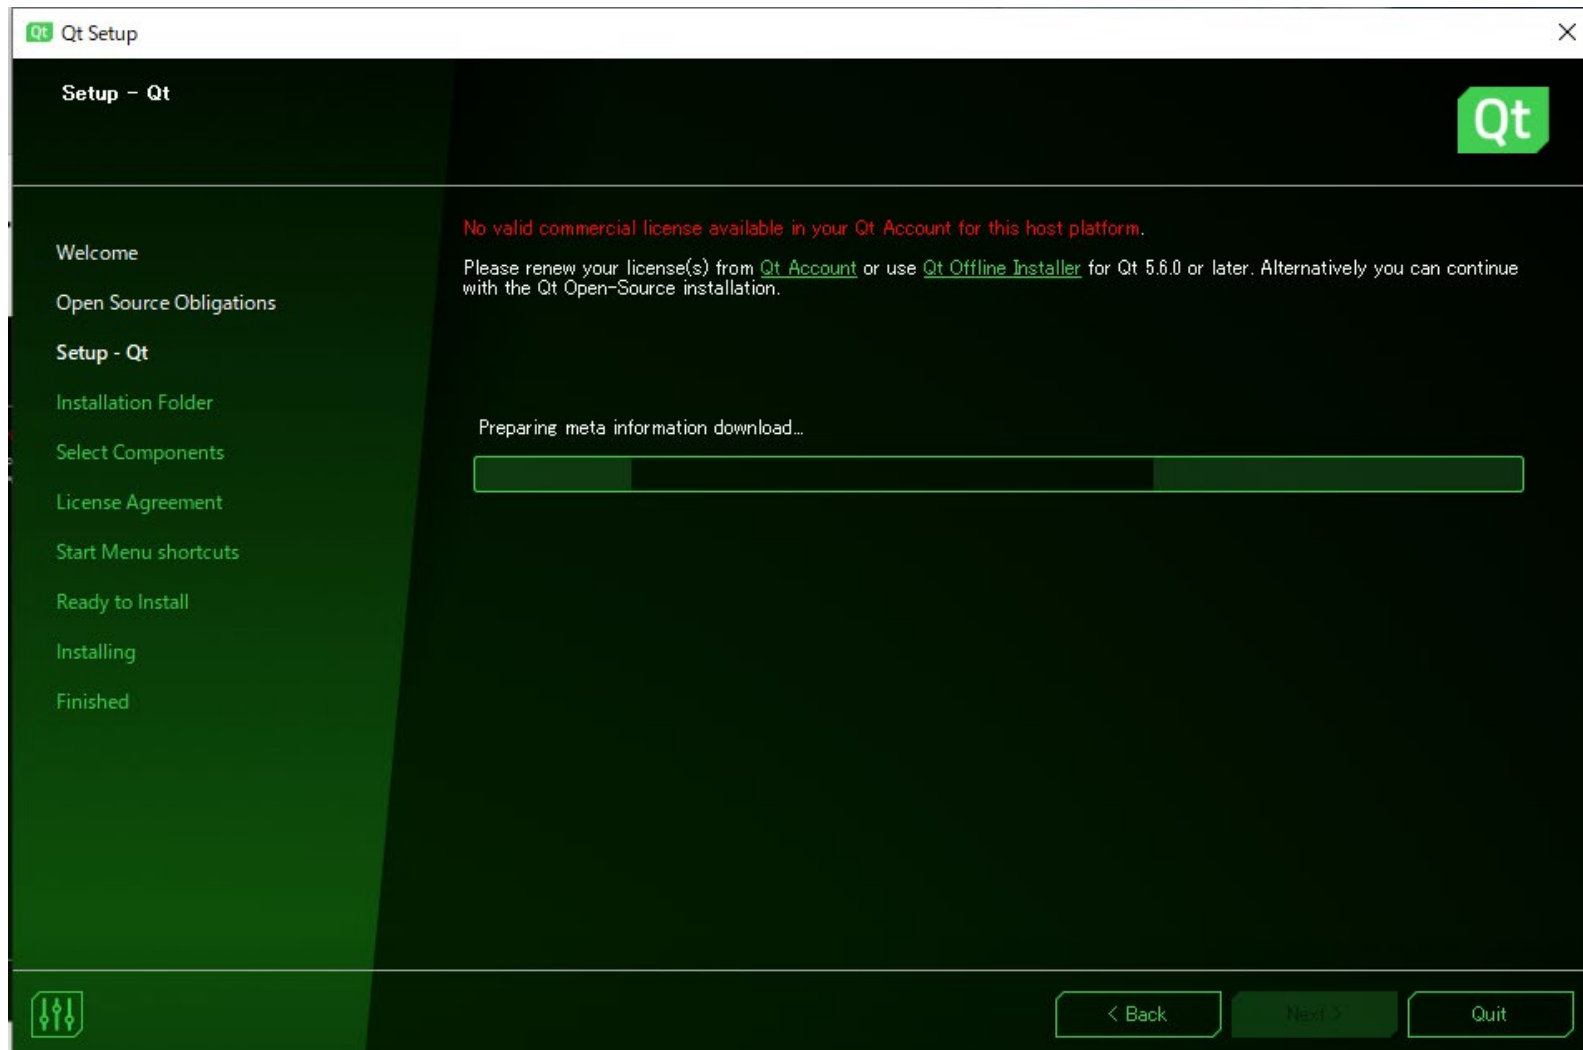 Qt Qt Setup
Setup - Qt
Qt
Welcome
Open Source Obligations
Setup - Qt
Installation Folder
Select Components
License Agreement
Start Menu shortcuts
Ready to Install
Installing
Finished
No valid commercial license available in your Qt Account for this host platform.
Please renew your license(s) from Qt Account or use Qt Offline Installer for Qt 5.6.0 or later. Alternatively you can continue
with the Qt Open-Source installation.
Preparing meta information download...
< Back
Next >
Quit